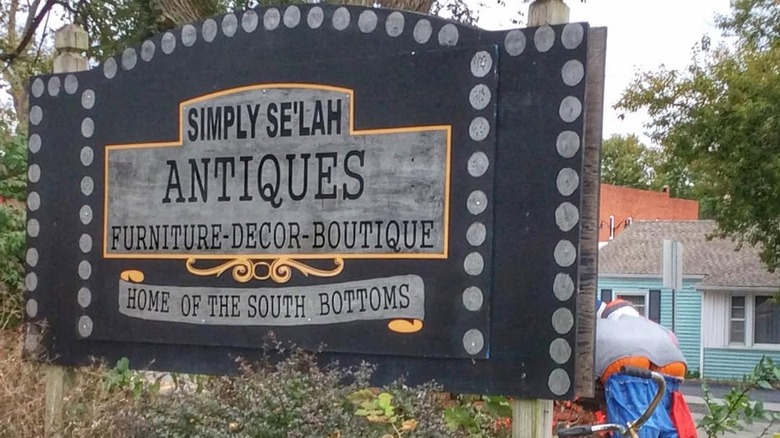 SIMPLY SE'LAH
ANTIQUES
FURNITURE-DECOR-BOUTIQUE
HOME OF THE SOUTH BOTTOMS